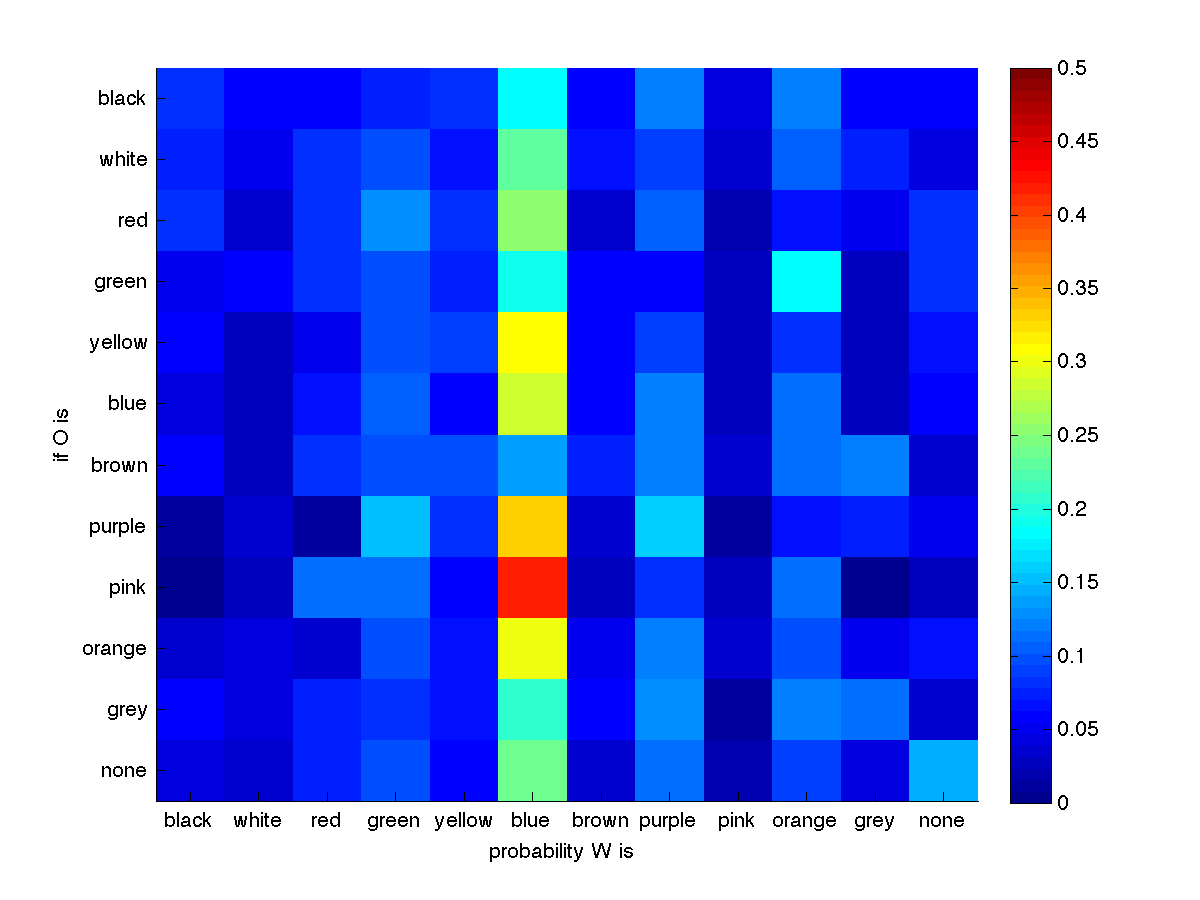 if O is
black
white
red
green
yellow
blue
brown
purple
pink
orange
grey
none
black white red green yellow blue brown purple pink orange grey none
probability W is
0.5
0.45
0.4
0.35
0.3
0.25
0.2
0.15
0.1
0.05
0